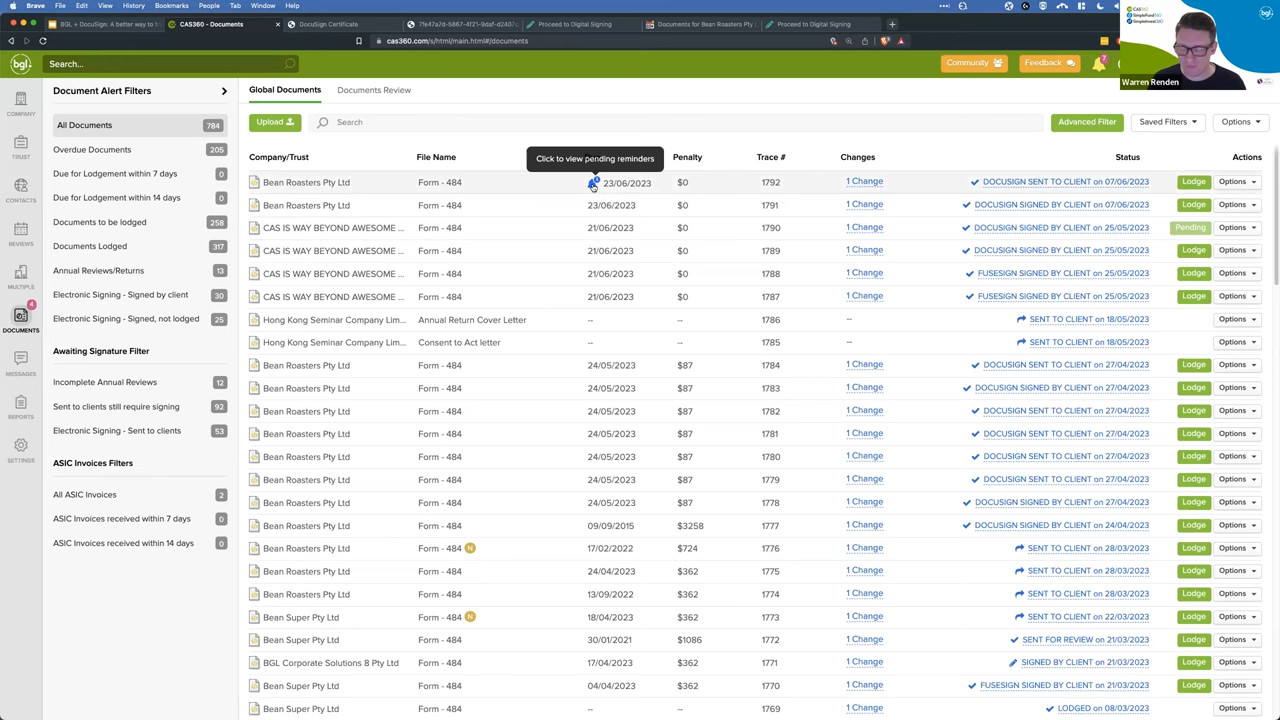 Brave File Edit View History Bookmarks People Tab Window Help
BGL + DocuSign: A better way to t
CAS360 - Documents
DocuSign Certificate
7fe47a7d-5867-4f21-9daf-d2407c
Proceed to Digital Signing
Documents for Bean Roasters Pty L
Proceed to Digital Signing
cas360.com/s/html/main.html#/documents
bgl
Search...
Community
Feedback
7
CAS360
SimpleFund360
SimpleInvest360
bgl
Warren Renden
COMPANY
TRUST
CONTACTS
REVIEWS
MULTIPLE
4
DOCUMENTS
MESSAGES
REPORTS
SETTINGS
Document Alert Filters
All Documents 784
Overdue Documents 205
Due for Lodgement within 7 days 0
Due for Lodgement within 14 days 0
Documents to be lodged 258
Documents Lodged 317
Annual Reviews/Returns 13
Electronic Signing - Signed by client 30
Electronic Signing - Signed, not lodged 25
Awaiting Signature Filter
Incomplete Annual Reviews 12
Sent to clients still require signing 92
Electronic Signing - Sent to clients 53
ASIC Invoices Filters
All ASIC Invoices 2
ASIC Invoices received within 7 days 0
ASIC Invoices received within 14 days 0
Global Documents Documents Review
Upload Search Advanced Filter Saved Filters Options
Click to view pending reminders
Company/Trust File Name Penalty Trace # Changes Status Actions
Bean Roasters Pty Ltd Form - 484 23/06/2023 $0 1792 1 Change DOCUSIGN SENT TO CLIENT on 07/06/2023 Lodge Options
Bean Roasters Pty Ltd Form - 484 23/06/2023 $0 1791 1 Change DOCUSIGN SIGNED BY CLIENT on 07/06/2023 Lodge Options
CAS IS WAY BEYOND AWESOME ... Form - 484 21/06/2023 $0 1790 1 Change DOCUSIGN SIGNED BY CLIENT on 25/05/2023 Pending Options
CAS IS WAY BEYOND AWESOME ... Form - 484 21/06/2023 $0 1789 1 Change DOCUSIGN SIGNED BY CLIENT on 25/05/2023 Lodge Options
CAS IS WAY BEYOND AWESOME ... Form - 484 21/06/2023 $0 1788 1 Change FUSESIGN SIGNED BY CLIENT on 25/05/2023 Lodge Options
CAS IS WAY BEYOND AWESOME ... Form - 484 21/06/2023 $0 1787 1 Change FUSESIGN SIGNED BY CLIENT on 25/05/2023 Lodge Options
Hong Kong Seminar Company Lim... Annual Return Cover Letter -- -- 1786 -- SENT TO CLIENT on 18/05/2023 Options
Hong Kong Seminar Company Lim... Consent to Act letter -- -- 1785 SENT TO CLIENT on 18/05/2023 Options
Bean Roasters Pty Ltd Form - 484 24/05/2023 $87 1784 1 Change DOCUSIGN SENT TO CLIENT on 27/04/2023 Lodge Options
Bean Roasters Pty Ltd Form - 484 24/05/2023 $87 1783 1 Change DOCUSIGN SIGNED BY CLIENT on 27/04/2023 Lodge Options
Bean Roasters Pty Ltd Form - 484 24/05/2023 $87 1782 1 Change DOCUSIGN SENT TO CLIENT on 27/04/2023 Lodge Options
Bean Roasters Pty Ltd Form - 484 24/05/2023 $87 1781 1 Change DOCUSIGN SENT TO CLIENT on 27/04/2023 Lodge Options
Bean Roasters Pty Ltd Form - 484 24/05/2023 $87 1780 1 Change DOCUSIGN SENT TO CLIENT on 27/04/2023 Lodge Options
Bean Roasters Pty Ltd Form - 484 24/05/2023 $87 1779 1 Change DOCUSIGN SENT TO CLIENT on 27/04/2023 Lodge Options
Bean Roasters Pty Ltd Form - 484 24/05/2023 $87 1778 1 Change DOCUSIGN SIGNED BY CLIENT on 27/04/2023 Lodge Options
Bean Roasters Pty Ltd Form - 484 09/09/2015 $3258 1777 1 Change DOCUSIGN SIGNED BY CLIENT on 24/04/2023 Lodge Options
Bean Roasters Pty Ltd Form - 484 N 17/02/2022 $724 1776 1 Change SENT TO CLIENT on 28/03/2023 Lodge Options
Bean Roasters Pty Ltd Form - 484 24/04/2023 $362 1775 1 Change SENT TO CLIENT on 28/03/2023 Lodge Options
Bean Roasters Pty Ltd Form - 484 13/09/2022 $362 1774 1 Change SENT TO CLIENT on 28/03/2023 Lodge Options
Bean Super Pty Ltd Form - 484 N 18/04/2023 $362 1773 1 Change SENT TO CLIENT on 22/03/2023 Lodge Options
Bean Super Pty Ltd Form - 484 30/01/2021 $1086 1772 1 Change SENT FOR REVIEW on 21/03/2023 Lodge Options
BGL Corporate Solutions 8 Pty Ltd Form - 484 17/04/2023 $362 1771 1 Change SIGNED BY CLIENT on 21/03/2023 Lodge Options
Bean Super Pty Ltd Form - 484 04/04/2023 $362 1770 1 Change FUSESIGN SIGNED BY CLIENT on 21/03/2023 Lodge Options
Bean Super Pty Ltd Form - 484 -- $0 1769 1 Change LODGED on 08/03/2023 Options